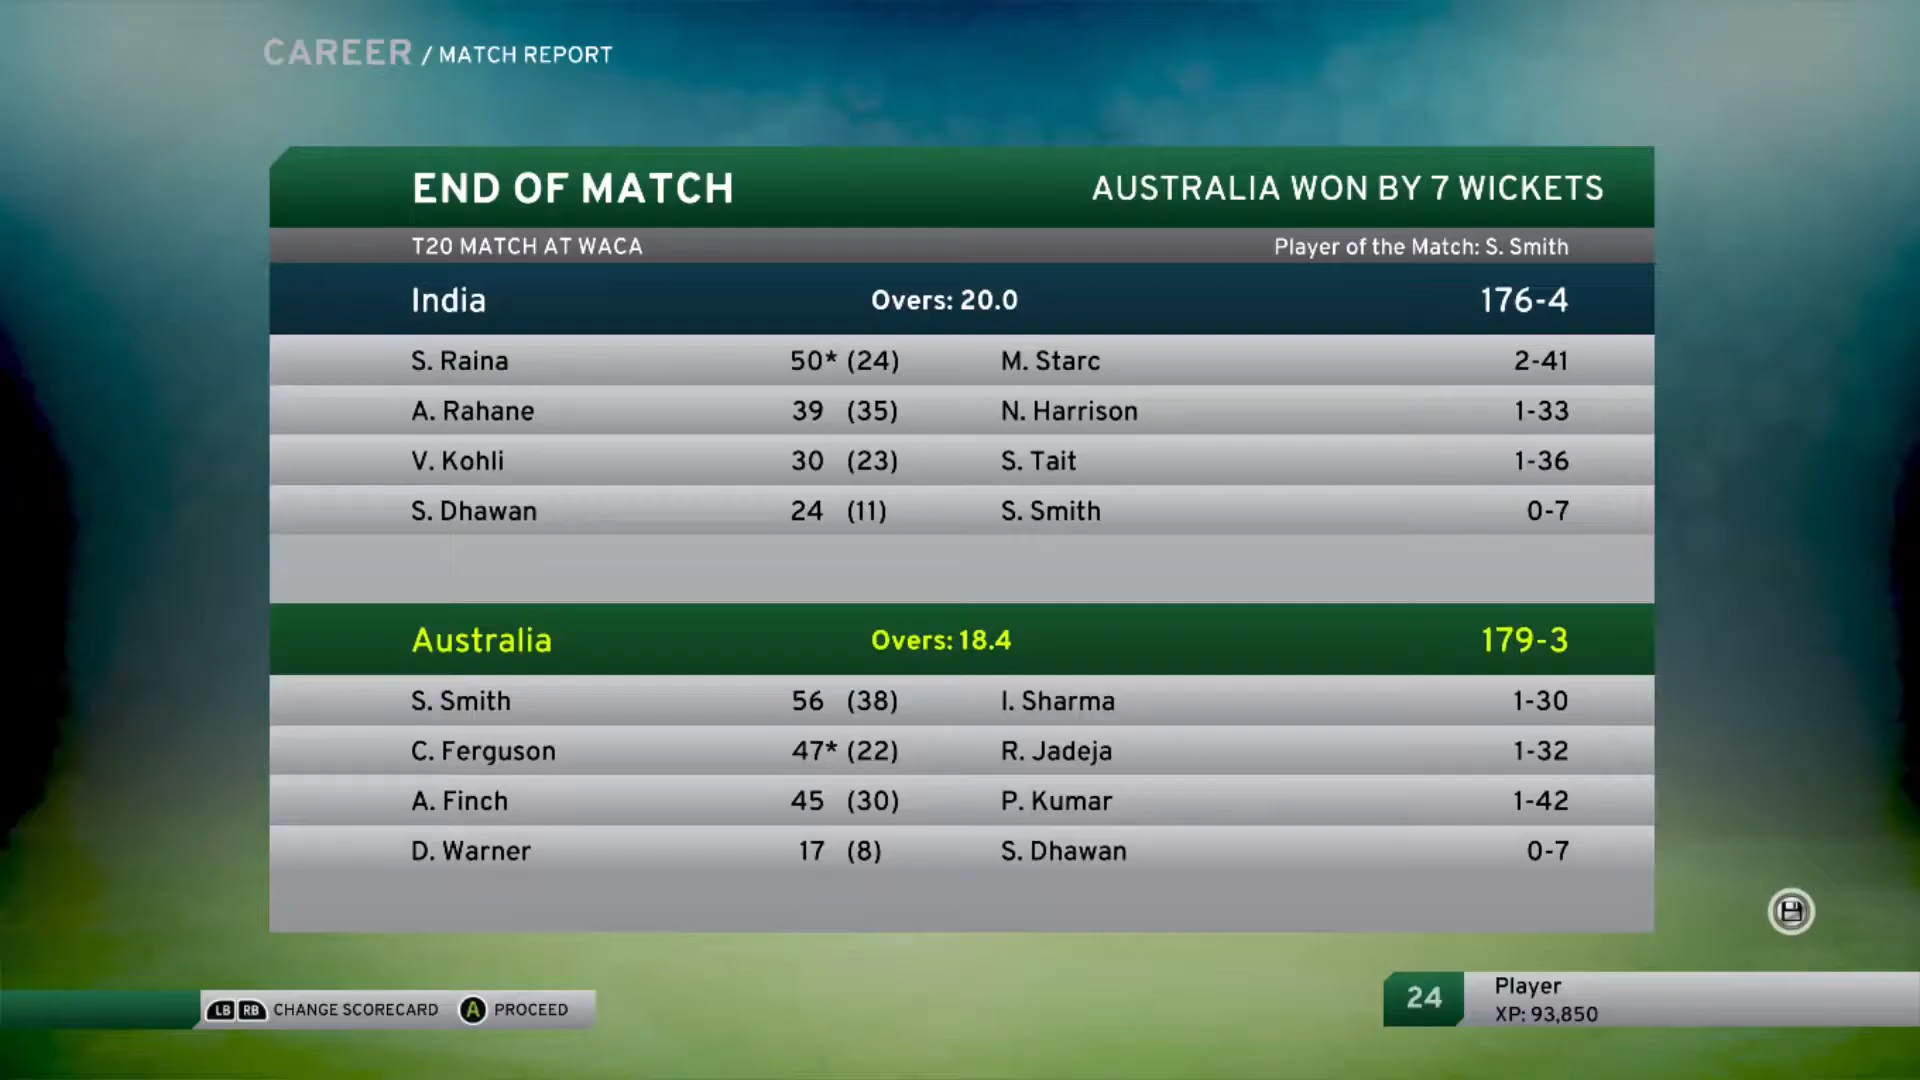 CAREER / MATCH REPORT
END OF MATCH AUSTRALIA WON BY 7 WICKETS
T20 MATCH AT WACA Player of the Match: S. Smith
India Overs: 20.0 176-4
S. Raina 50* (24) M. Starc 2-41
A. Rahane 39 (35) N. Harrison 1-33
V. Kohli 30 (23) S. Tait 1-36
S. Dhawan 24 (11) S. Smith 0-7
Australia Overs: 18.4 179-3
S. Smith 56 (38) I. Sharma 1-30
C. Ferguson 47* (22) R. Jadeja 1-32
A. Finch 45 (30) P. Kumar 1-42
D. Warner 17 (8) S. Dhawan 0-7
LB RB CHANGE SCORECARD A PROCEED
24 Player
XP: 93,850